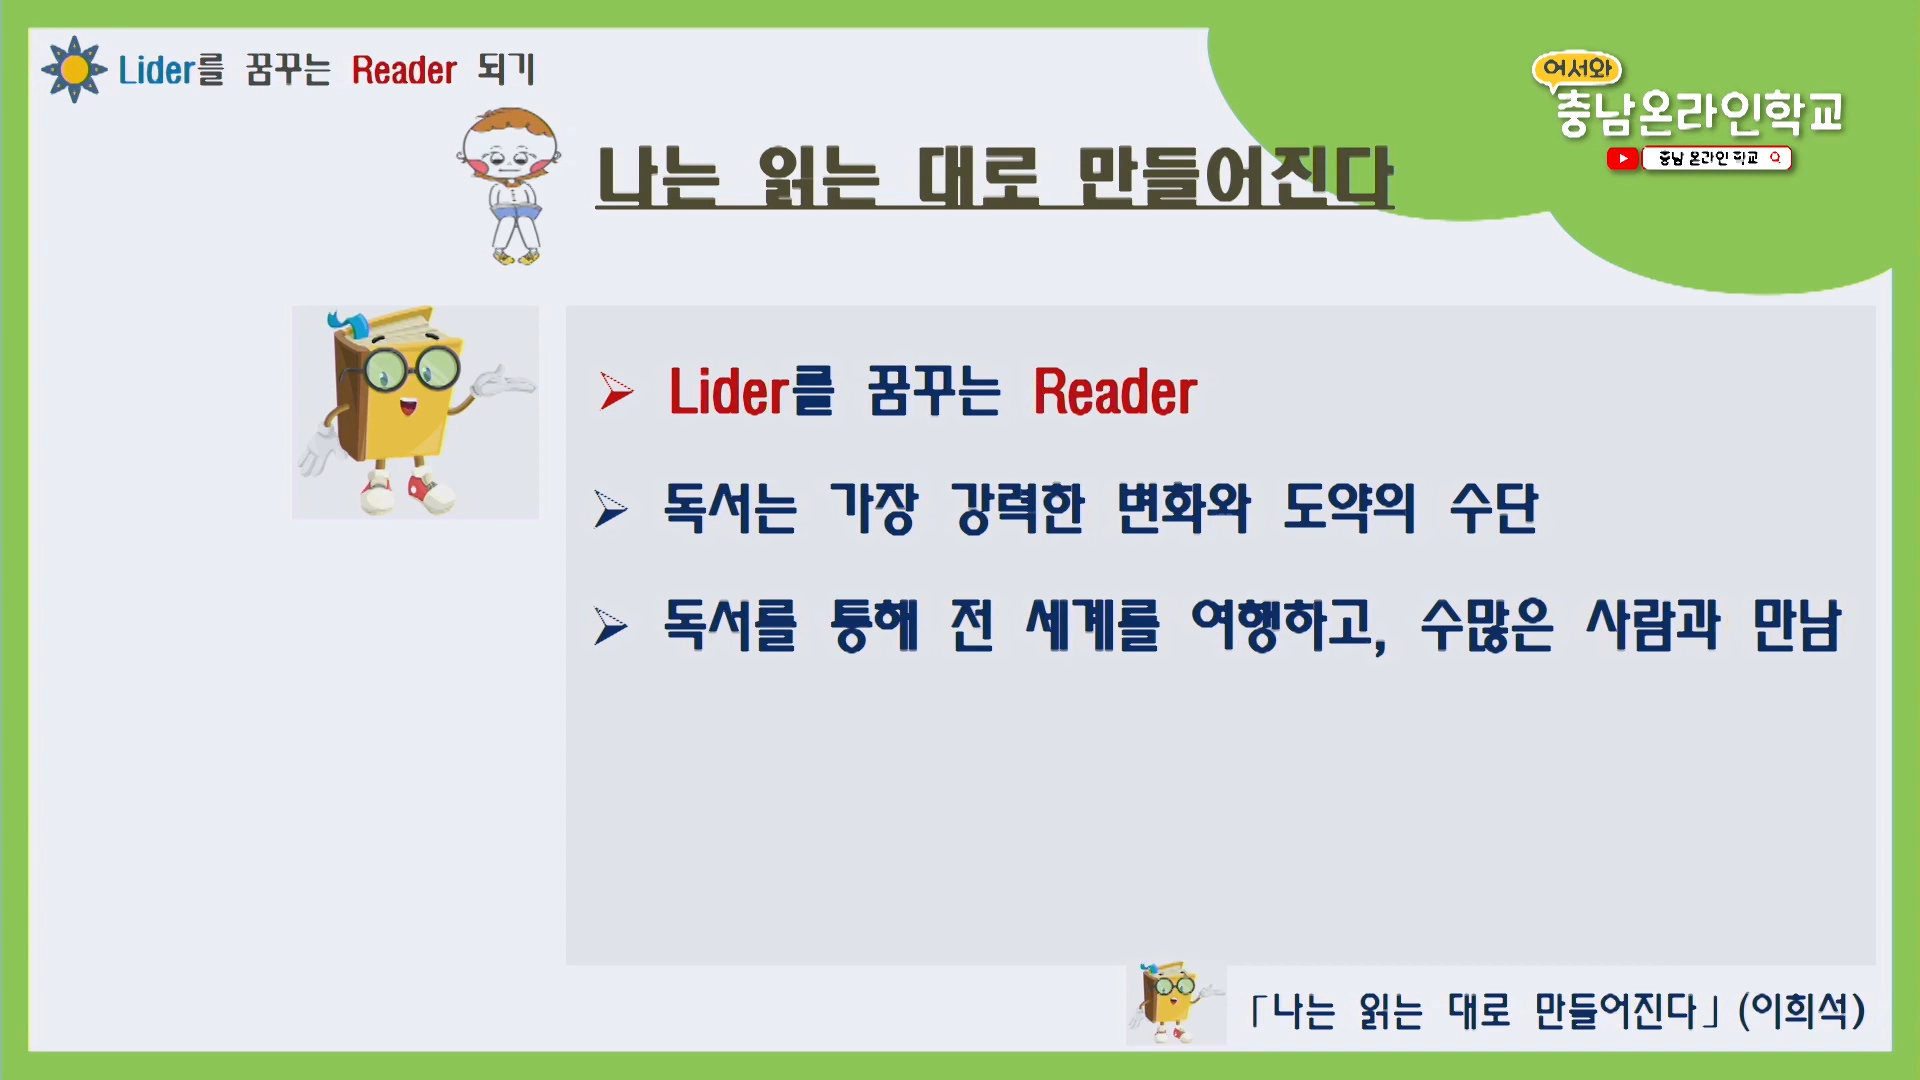 Lider를 꿈꾸는 Reader 되기
어서와
충남온라인학교
충남 온라인 학교
나는 읽는 대로 만들어진다
Lider를 꿈꾸는 Reader
독서는 가장 강력한 변화와 도약의 수단
독서를 통해 전 세계를 여행하고, 수많은 사람과 만남
「나는 읽는 대로 만들어진다」(이희석)